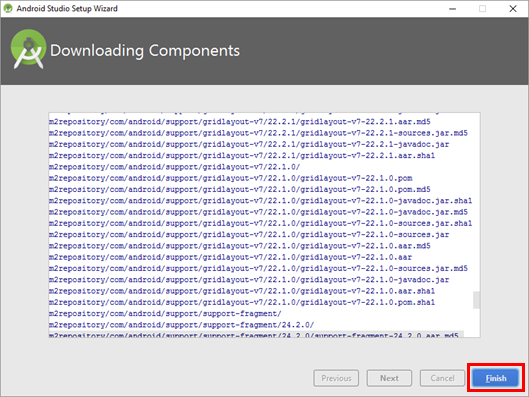 Android Studio Setup Wizard
Downloading Components
m2repository/com/android/support/gridlayout-v7/22.2.1/gridlayout-v7-22.2.1.aar.md5
m2repository/com/android/support/gridlayout-v7/22.2.1/gridlayout-v7-22.2.1-sources.jar.md5
m2repository/com/android/support/gridlayout-v7/22.2.1/gridlayout-v7-22.2.1-javadoc.jar
m2repository/com/android/support/gridlayout-v7/22.2.1/gridlayout-v7-22.2.1.aar.sha1
m2repository/com/android/support/gridlayout-v7/22.1.0/
m2repository/com/android/support/gridlayout-v7/22.1.0/gridlayout-v7-22.1.0.pom
m2repository/com/android/support/gridlayout-v7/22.1.0/gridlayout-v7-22.1.0.pom.md5
m2repository/com/android/support/gridlayout-v7/22.1.0/gridlayout-v7-22.1.0-javadoc.jar.sha1
m2repository/com/android/support/gridlayout-v7/22.1.0/gridlayout-v7-22.1.0-javadoc.jar.md5
m2repository/com/android/support/gridlayout-v7/22.1.0/gridlayout-v7-22.1.0-sources.jar.sha1
m2repository/com/android/support/gridlayout-v7/22.1.0/gridlayout-v7-22.1.0-javadoc.jar
m2repository/com/android/support/gridlayout-v7/22.1.0/gridlayout-v7-22.1.0-sources.jar
m2repository/com/android/support/gridlayout-v7/22.1.0/gridlayout-v7-22.1.0.aar.md5
m2repository/com/android/support/gridlayout-v7/22.1.0/gridlayout-v7-22.1.0.aar
m2repository/com/android/support/gridlayout-v7/22.1.0/gridlayout-v7-22.1.0-sources.jar.md5
m2repository/com/android/support/gridlayout-v7/22.1.0/gridlayout-v7-22.1.0-javadoc.jar
m2repository/com/android/support/gridlayout-v7/22.1.0/gridlayout-v7-22.1.0.aar.sha1
m2repository/com/android/support/gridlayout-v7/22.1.0/gridlayout-v7-22.1.0.pom.sha1
m2repository/com/android/support/support-fragment/
m2repository/com/android/support/support-fragment/24.2.0/
m2repository/com/android/support/support-fragment/24.2.0/support-fragment-24.2.0.aar.md5
Previous Next Cancel Finish